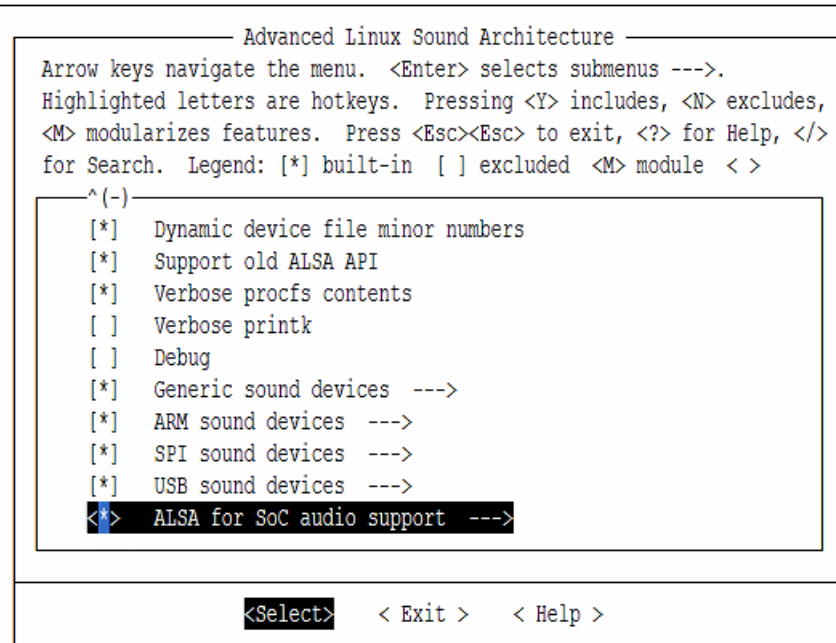 Advanced Linux Sound Architecture
Arrow keys navigate the menu.  <Enter> selects submenus --->.
Highlighted letters are hotkeys.  Pressing <Y> includes, <N> excludes,
<M> modularizes features.  Press <Esc><Esc> to exit, <?> for Help, </>
for Search.  Legend: [*] built-in  [ ] excluded  <M> module  < >
^(-)
[*]   Dynamic device file minor numbers
[*]   Support old ALSA API
[*]   Verbose procfs contents
[ ]   Verbose printk
[ ]   Debug
[*]   Generic sound devices  --->
[*]   ARM sound devices  --->
[*]   SPI sound devices  --->
[*]   USB sound devices  --->
<*>   ALSA for SoC audio support  --->
<Select>    < Exit >    < Help >